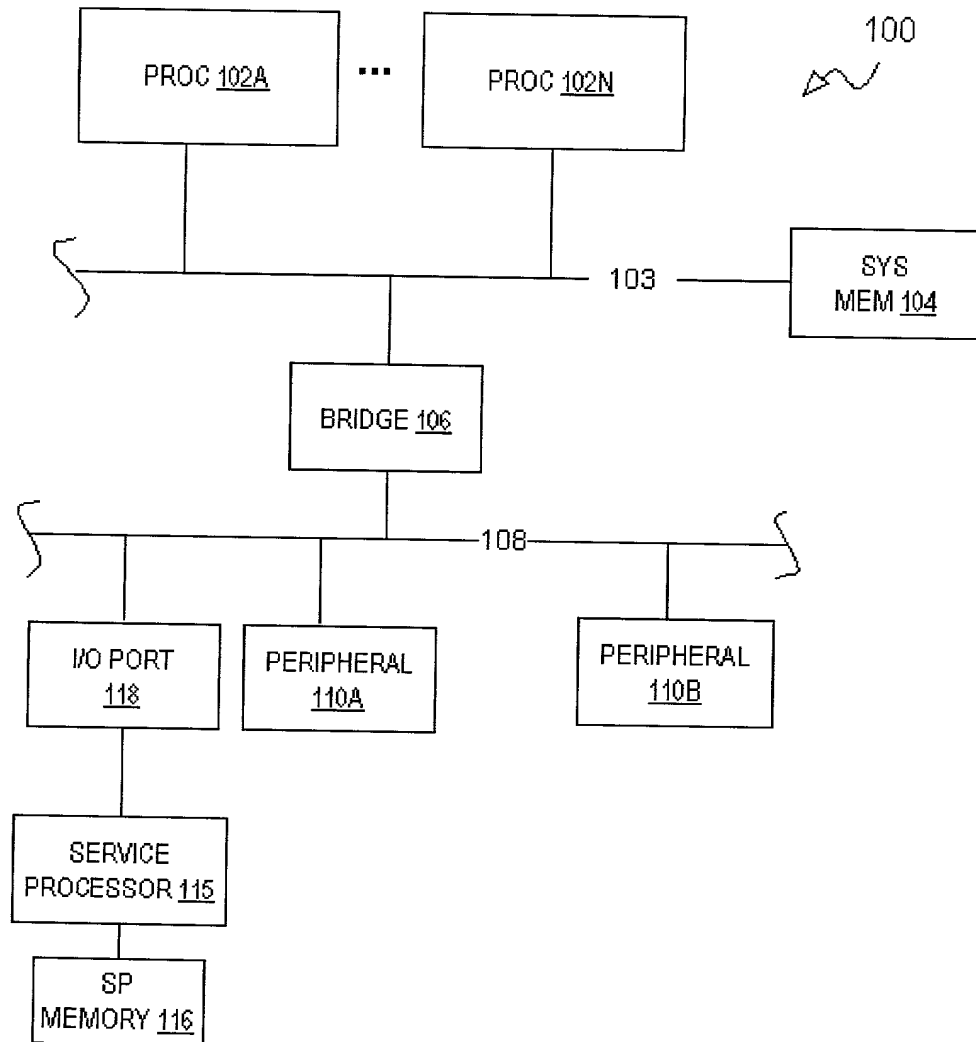 100
PROC 102A
...
PROC 102N
103
SYS
MEM 104
BRIDGE 106
108
I/O PORT
118
PERIPHERAL
110A
PERIPHERAL
110B
SERVICE
PROCESSOR 115
SP
MEMORY 116